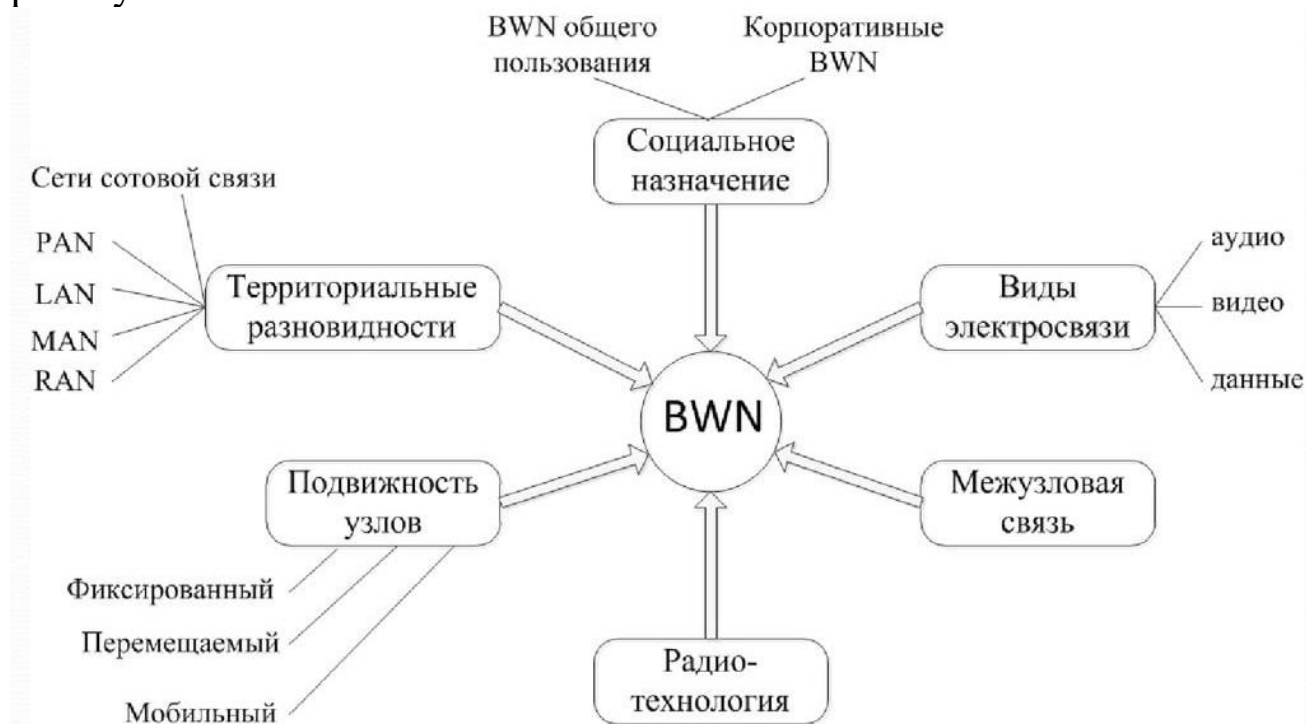 BWN общего
пользования
Корпоративные
BWN
Социальное
назначение
Сети сотовой связи
PAN
LAN
MAN
RAN
Территориальные
разновидности
Виды
электросвязи
аудио
видео
данные
BWN
Подвижность
узлов
Межузловая
связь
Фиксированный
Перемещаемый
Мобильный
Радио-
технология